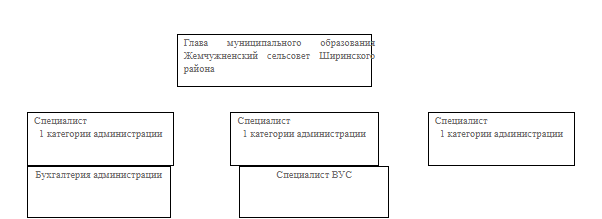 Глава муниципального образования
Жемчужненский сельсовет Ширинского
района
Специалист
1 категории администрации
Специалист
1 категории администрации
Специалист
1 категории администрации
Бухгалтерия администрации
Специалист ВУС